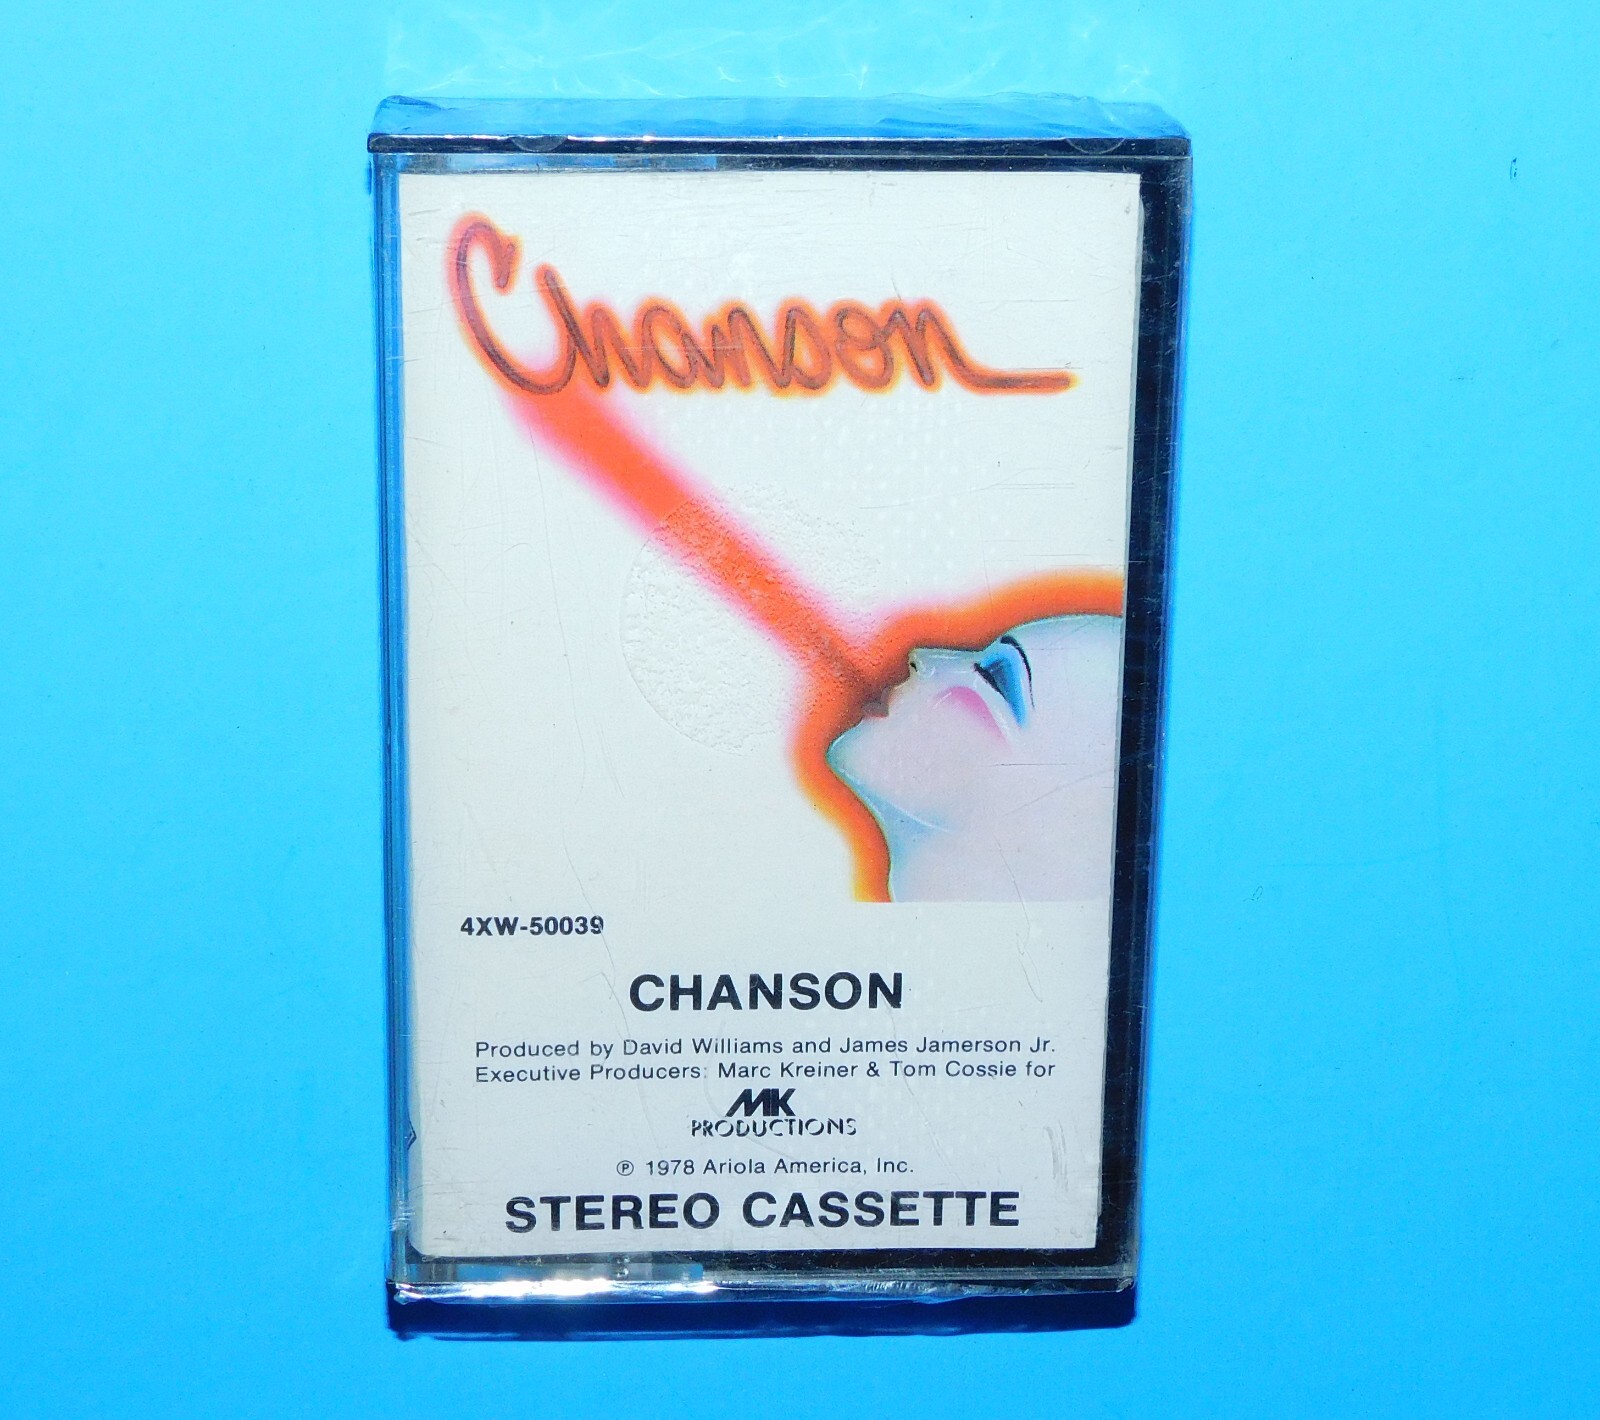 Chanson
4XW-50039
CHANSON
Produced by David Williams and James Jamerson Jr.
Executive Producers: Marc Kreiner & Tom Cossie for
MK
PRODUCTIONS
℗ 1978 Ariola America, Inc.
STEREO CASSETTE